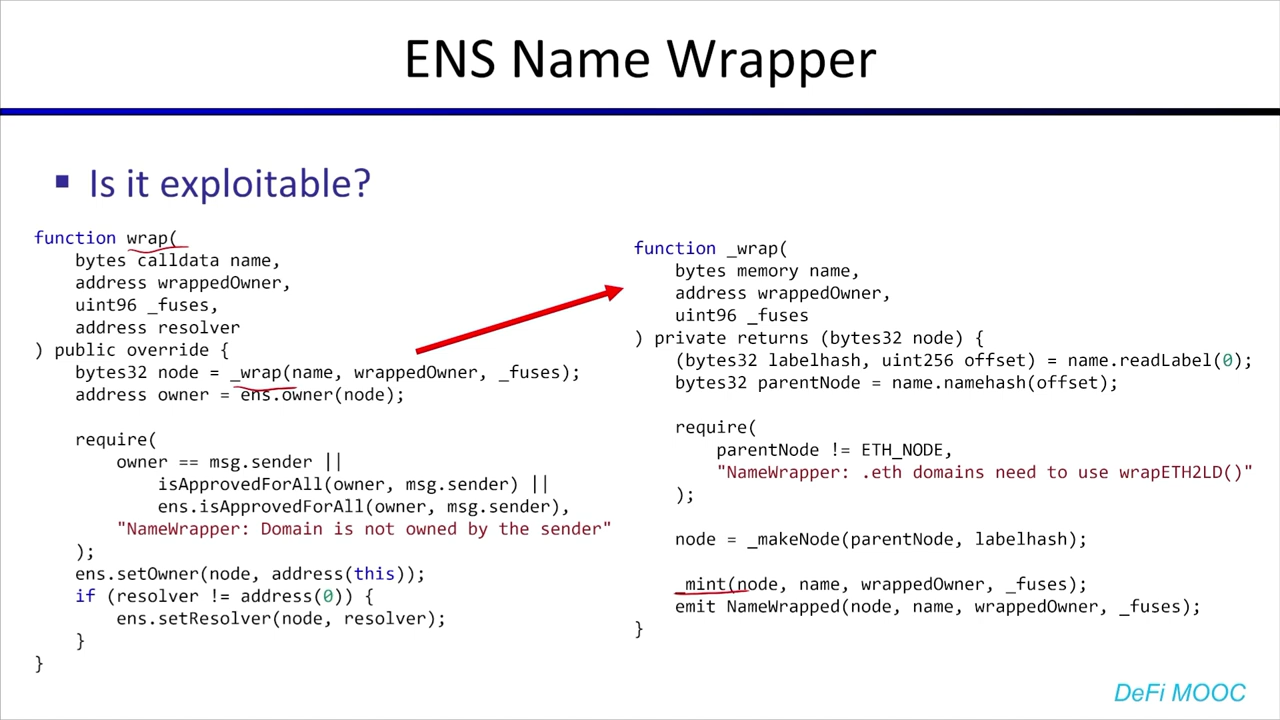 ENS Name Wrapper
▪ Is it exploitable?
function wrap(
    bytes calldata name,
    address wrappedOwner,
    uint96 _fuses,
    address resolver
) public override {
    bytes32 node = _wrap(name, wrappedOwner, _fuses);
    address owner = ens.owner(node);

    require(
        owner == msg.sender ||
            isApprovedForAll(owner, msg.sender) ||
            ens.isApprovedForAll(owner, msg.sender),
        "NameWrapper: Domain is not owned by the sender"
    );
    ens.setOwner(node, address(this));
    if (resolver != address(0)) {
        ens.setResolver(node, resolver);
    }
}
function _wrap(
    bytes memory name,
    address wrappedOwner,
    uint96 _fuses
) private returns (bytes32 node) {
    (bytes32 labelhash, uint256 offset) = name.readLabel(0);
    bytes32 parentNode = name.namehash(offset);

    require(
        parentNode != ETH_NODE,
        "NameWrapper: .eth domains need to use wrapETH2LD()"
    );

    node = _makeNode(parentNode, labelhash);

    _mint(node, name, wrappedOwner, _fuses);
    emit NameWrapped(node, name, wrappedOwner, _fuses);
}
DeFi MOOC